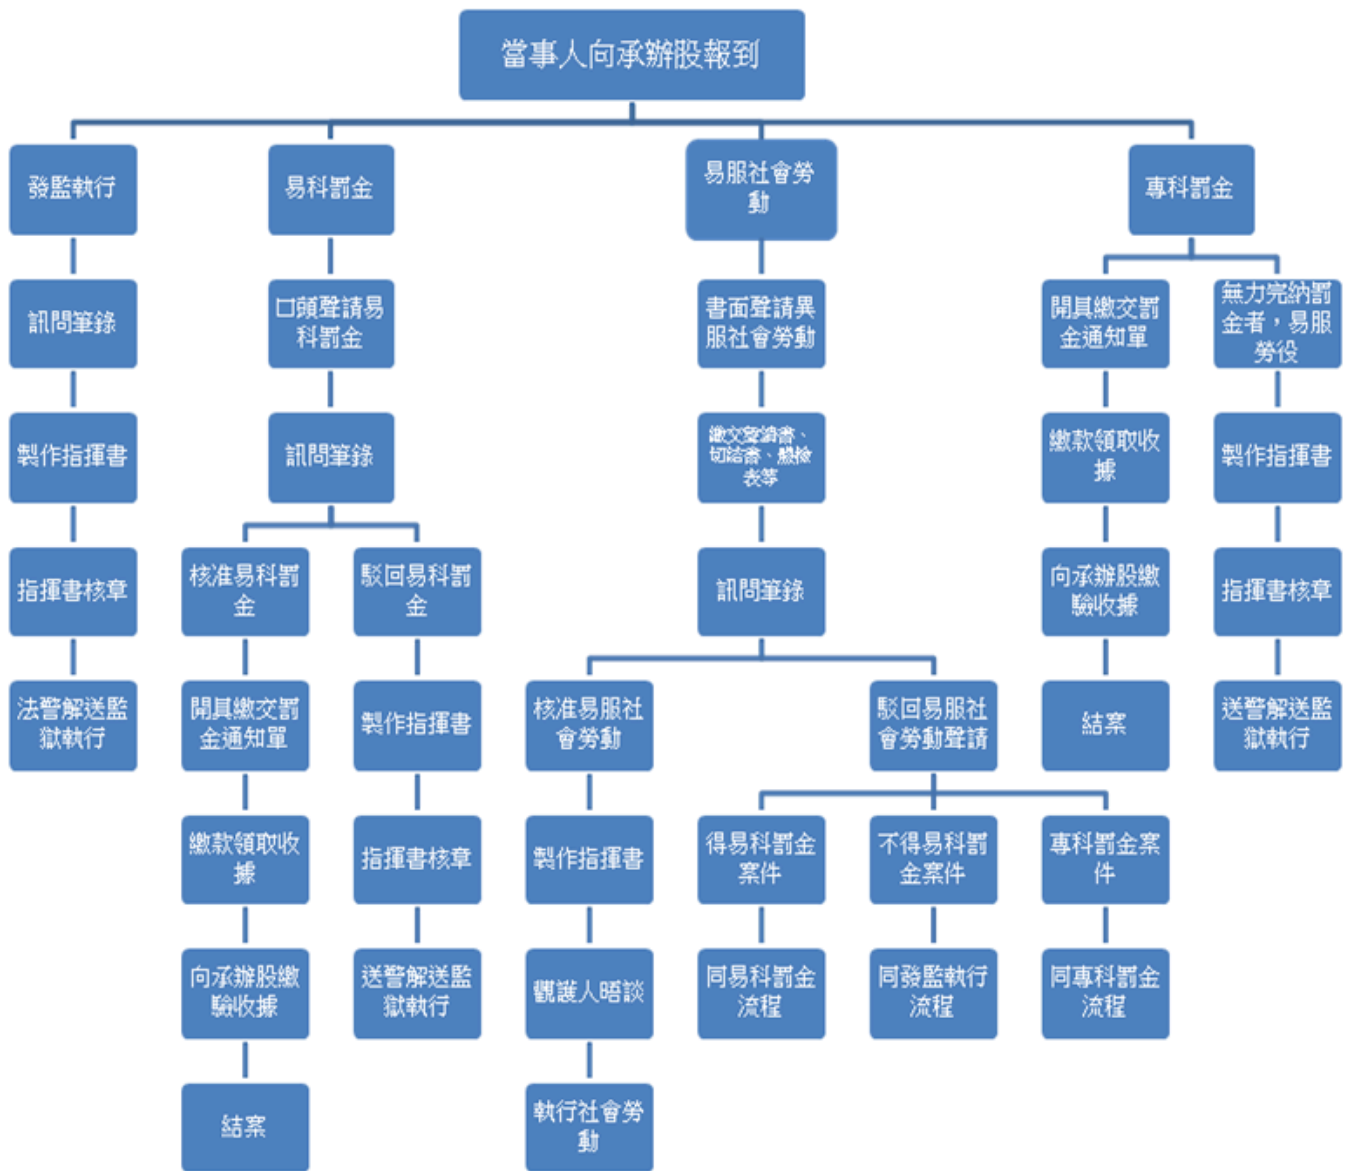 當事人向承辦股報到
發監執行
訊問筆錄
製作指揮書
指揮書核章
法警解送監
獄執行
易科罰金
口頭聲請易
科罰金
訊問筆錄
核准易科罰
金
開具繳交罰
金通知單
繳款領取收
據
向承辦股繳
驗收據
結案
駁回易科罰
金
製作指揮書
指揮書核章
送警解送監
獄執行
易服社會勞
動
書面聲請異
服社會勞動
繳交聲請書、
切結書、體檢
表等
訊問筆錄
核准易服社
會勞動
製作指揮書
觀護人晤談
執行社會勞
動
駁回易服社
會勞動聲請
得易科罰金
案件
同易科罰金
流程
不得易科罰
金案件
同發監執行
流程
專科罰金案
件
同專科罰金
流程
專科罰金
開具繳交罰
金通知單
繳款領取收
據
向承辦股繳
驗收據
結案
無力完納罰
金者，易服
勞役
製作指揮書
指揮書核章
送警解送監
獄執行